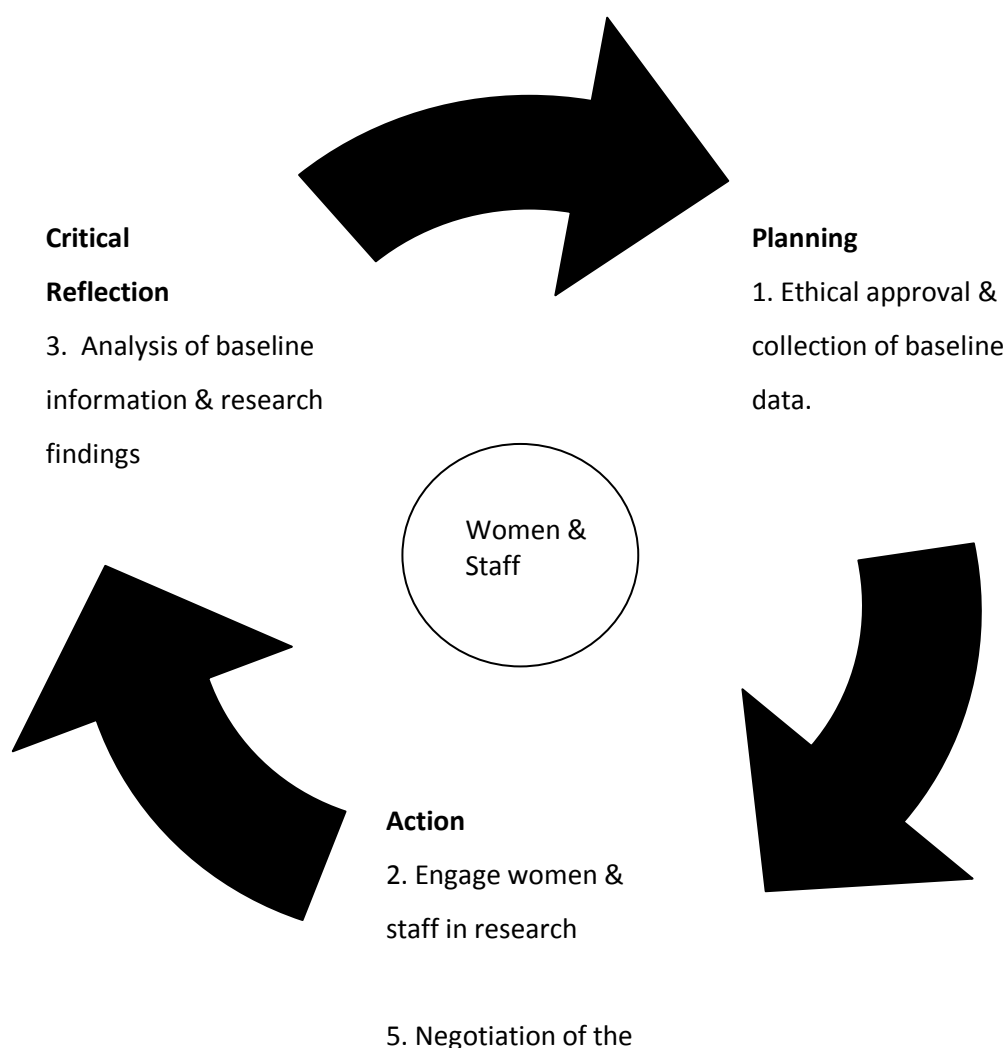 Critical
Reflection
3. Analysis of baseline
information & research
findings
Planning
1. Ethical approval &
collection of baseline
data.
Women &
Staff
Action
2. Engage women &
staff in research
5. Negotiation of the